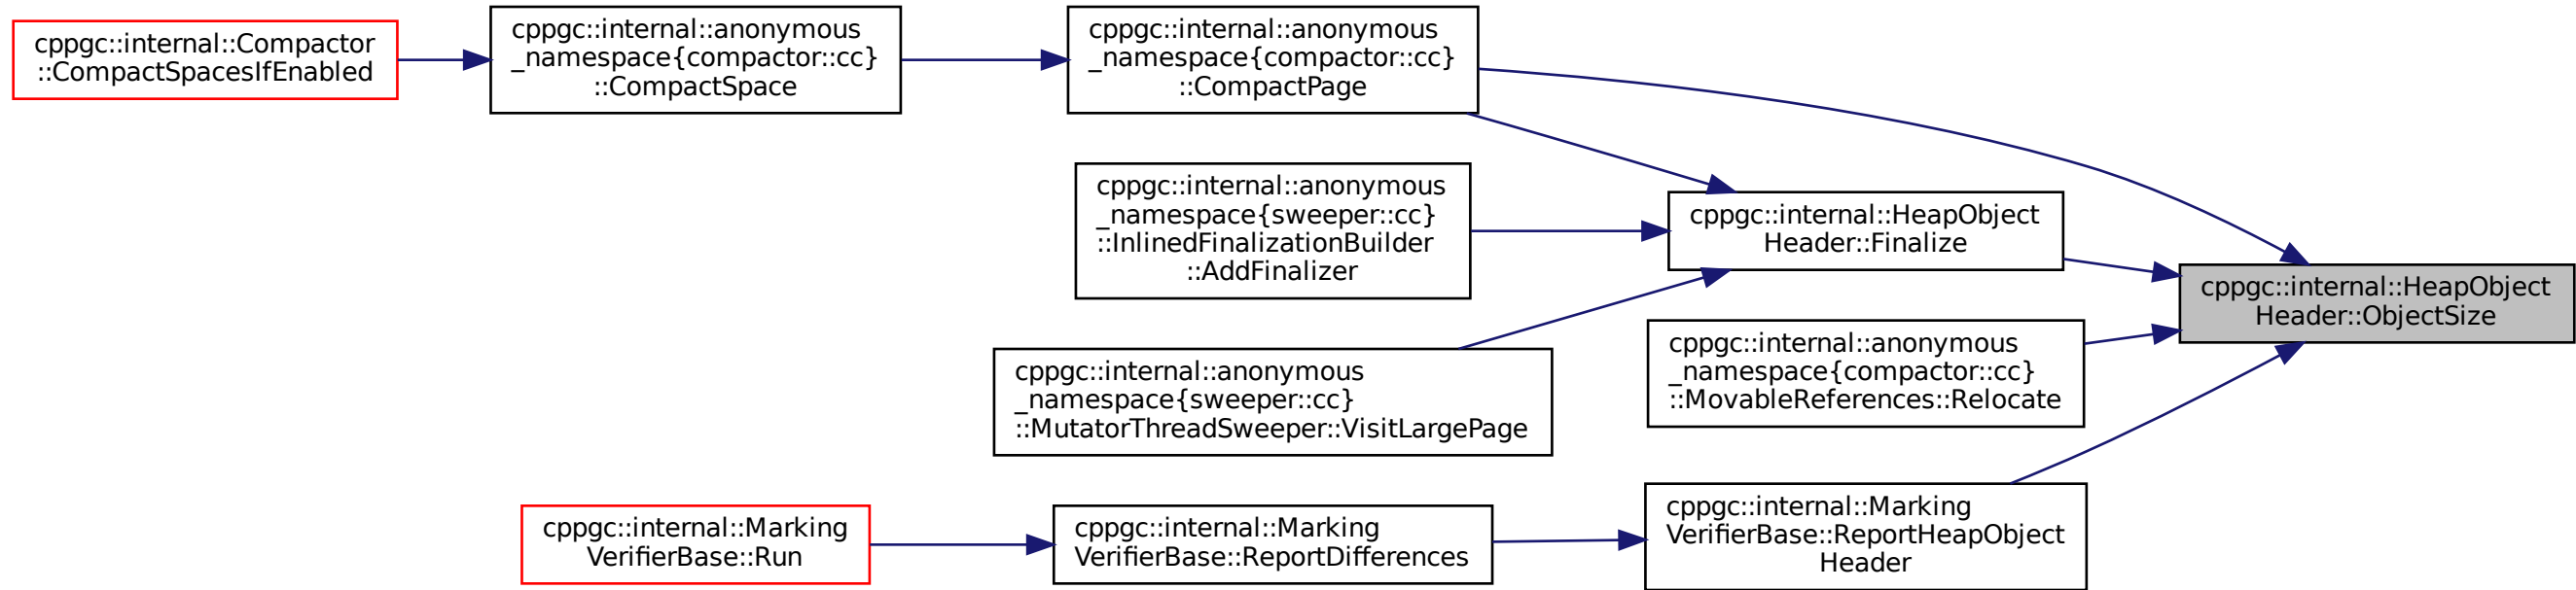 cppgc::internal::Compactor
::CompactSpacesIfEnabled
cppgc::internal::anonymous
_namespace{compactor::cc}
::CompactSpace
cppgc::internal::anonymous
_namespace{compactor::cc}
::CompactPage
cppgc::internal::anonymous
_namespace{sweeper::cc}
::InlinedFinalizationBuilder
::AddFinalizer
cppgc::internal::HeapObject
Header::Finalize
cppgc::internal::HeapObject
Header::ObjectSize
cppgc::internal::anonymous
_namespace{sweeper::cc}
::MutatorThreadSweeper::VisitLargePage
cppgc::internal::anonymous
_namespace{compactor::cc}
::MovableReferences::Relocate
cppgc::internal::Marking
VerifierBase::Run
cppgc::internal::Marking
VerifierBase::ReportDifferences
cppgc::internal::Marking
VerifierBase::ReportHeapObject
Header